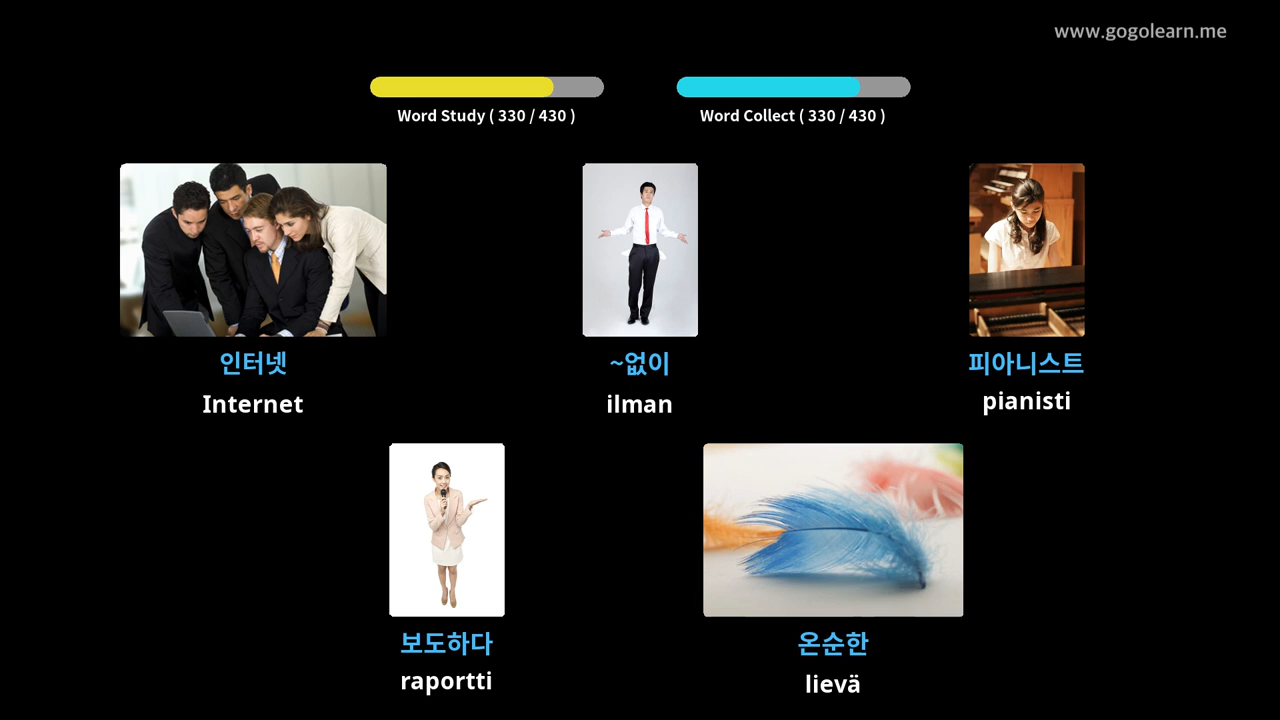 www.gogolearn.me
Word Study ( 330 / 430 )
Word Collect ( 330 / 430 )
인터넷
Internet
~없이
ilman
피아니스트
pianisti
보도하다
raportti
온순한
lievä